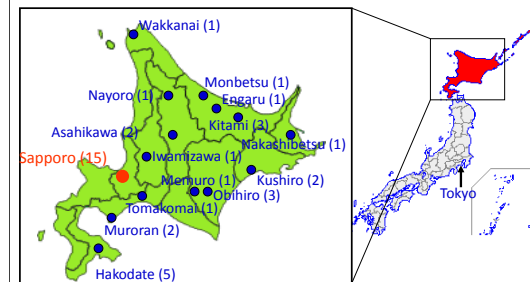 Wakkanai (1)
Monbetsu (1)
Nayoro (1)
Engaru (1)
Kitami (3)
Asahikawa (2)
Nakashibetsu (1)
Sapporo (15)
Iwamizawa (1)
Memuro (1)
Kushiro (2)
Obihiro (3)
Tomakomai (1)
Muroran (2)
Hakodate (5)
Tokyo